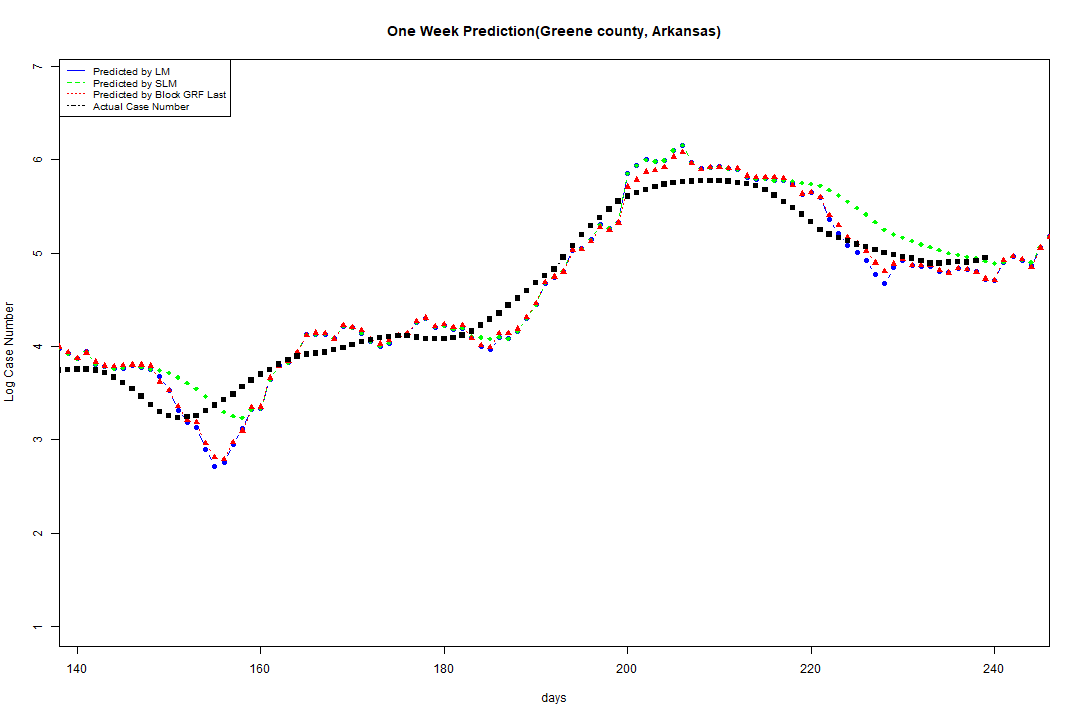 One Week Prediction(Greene county, Arkansas)
Predicted by LM
Predicted by SLM
Predicted by Block GRF Last
Actual Case Number
7
6
5
4
3
2
1
Log Case Number
140 160 180 200 220 240
days